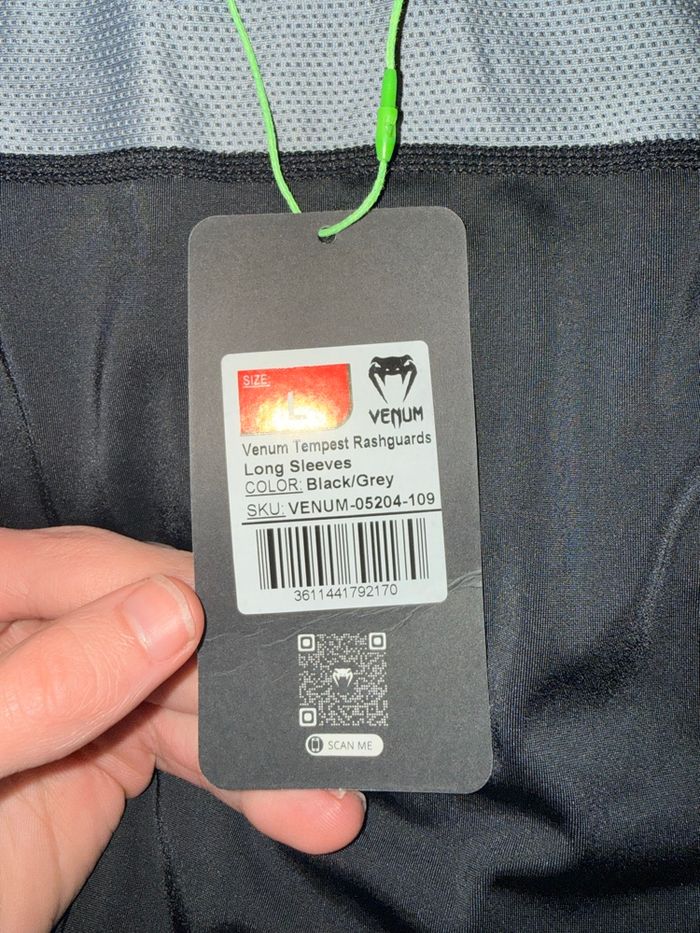 SIZE:
L
VENUM
Venum Tempest Rashguards
Long Sleeves
COLOR: Black/Grey
SKU: VENUM-05204-109
3611441792170
SCAN ME